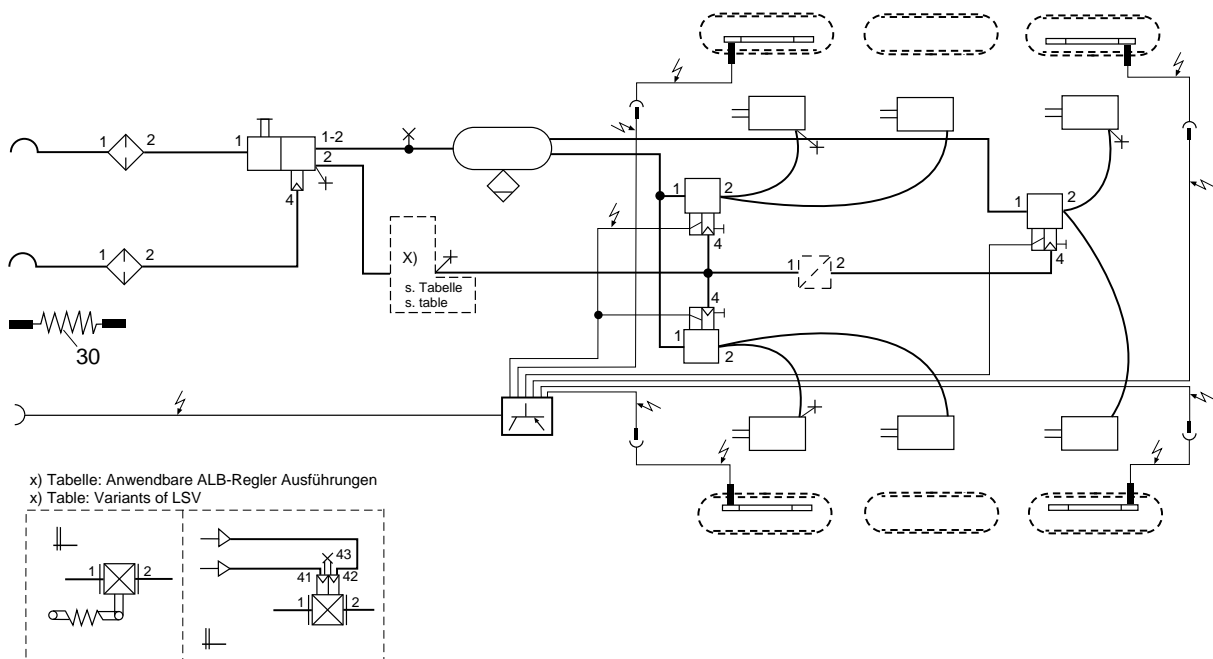 1 2 1 1-2
2
4
1 2
X)
s. Tabelle
s. table
30
1 2
4
1 2
4
1 2
1 2
4
x) Tabelle: Anwendbare ALB-Regler Ausführungen
x) Table: Variants of LSV
1 2
43
41 42
1 2